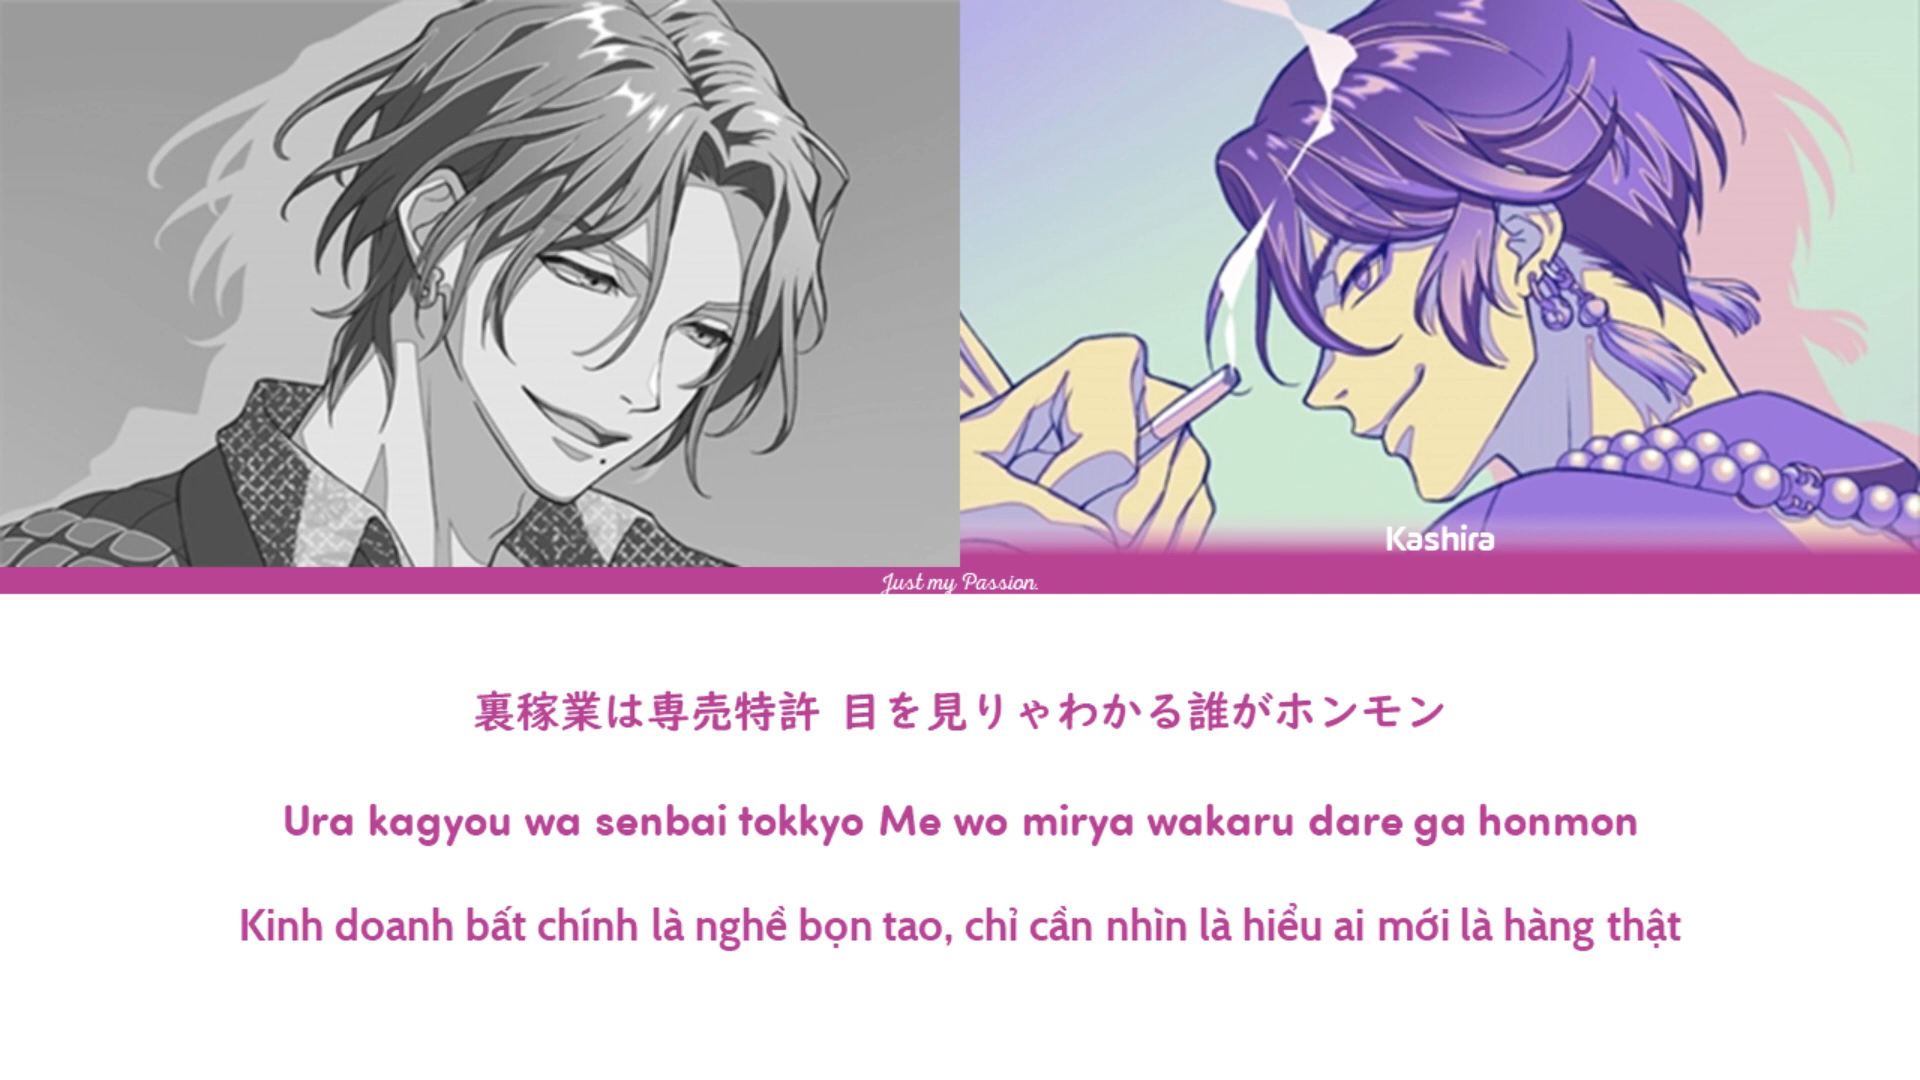 Kashira
Just my Passion.
裏稼業は専売特許 目を見りゃわかる誰がホンモン
Ura kagyou wa senbai tokkyo Me wo mirya wakaru dare ga honmon
Kinh doanh bất chính là nghề bọn tao, chỉ cần nhìn là hiểu ai mới là hàng thật